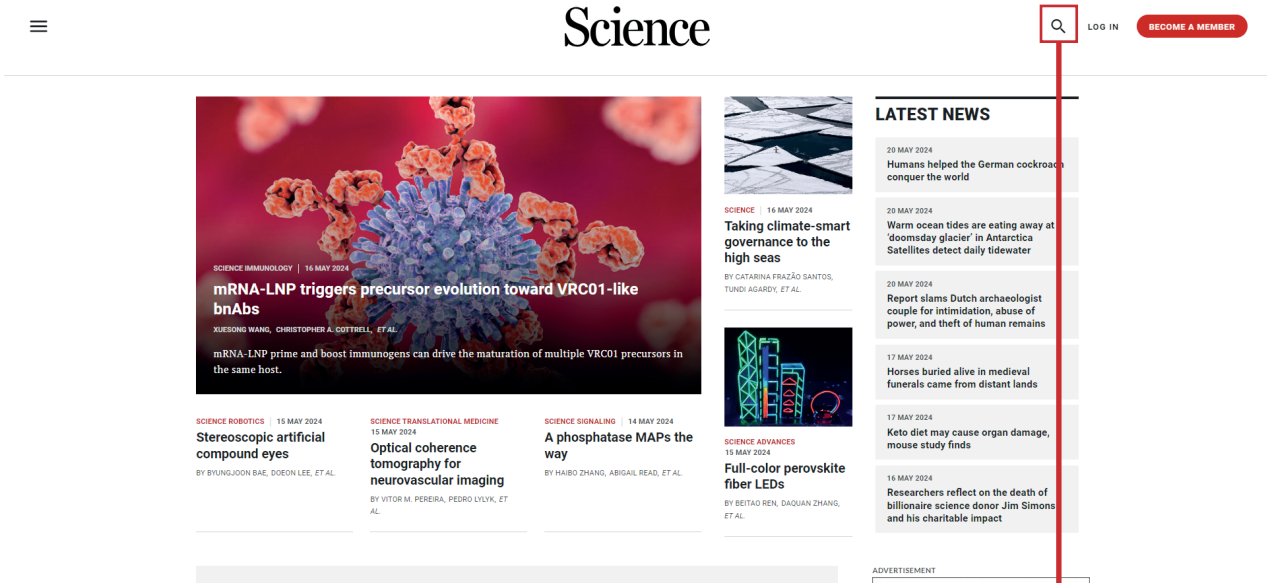 Science
LOG IN
BECOME A MEMBER
SCIENCE IMMUNOLOGY | 16 MAY 2024
mRNA-LNP triggers precursor evolution toward VRC01-like
bnAbs
XUESONG WANG, CHRISTOPHER A. COTTRELL, ET AL.
mRNA-LNP prime and boost immunogens can drive the maturation of multiple VRC01 precursors in
the same host.
SCIENCE ROBOTICS | 15 MAY 2024
Stereoscopic artificial
compound eyes
BY BYUNGJOON BAE, DOEON LEE, ET AL.
SCIENCE TRANSLATIONAL MEDICINE
15 MAY 2024
Optical coherence
tomography for
neurovascular imaging
BY VITOR M. PEREIRA, PEDRO LYLYK, ET
AL.
SCIENCE SIGNALING | 14 MAY 2024
A phosphatase MAPs the
way
BY HAIBO ZHANG, ABIGAIL READ, ET AL.
SCIENCE | 16 MAY 2024
Taking climate-smart
governance to the
high seas
BY CATARINA FRAZÃO SANTOS,
TUNDI AGARDY, ET AL.
SCIENCE ADVANCES
15 MAY 2024
Full-color perovskite
fiber LEDs
BY BEITAO REN, DAQUAN ZHANG,
ET AL.
LATEST NEWS
20 MAY 2024
Humans helped the German cockroach
conquer the world
20 MAY 2024
Warm ocean tides are eating away at
‘doomsday glacier’ in Antarctica
Satellites detect daily tidewater
20 MAY 2024
Report slams Dutch archaeologist
couple for intimidation, abuse of
power, and theft of human remains
17 MAY 2024
Horses buried alive in medieval
funerals came from distant lands
17 MAY 2024
Keto diet may cause organ damage,
mouse study finds
16 MAY 2024
Researchers reflect on the death of
billionaire science donor Jim Simons
and his charitable impact
ADVERTISEMENT